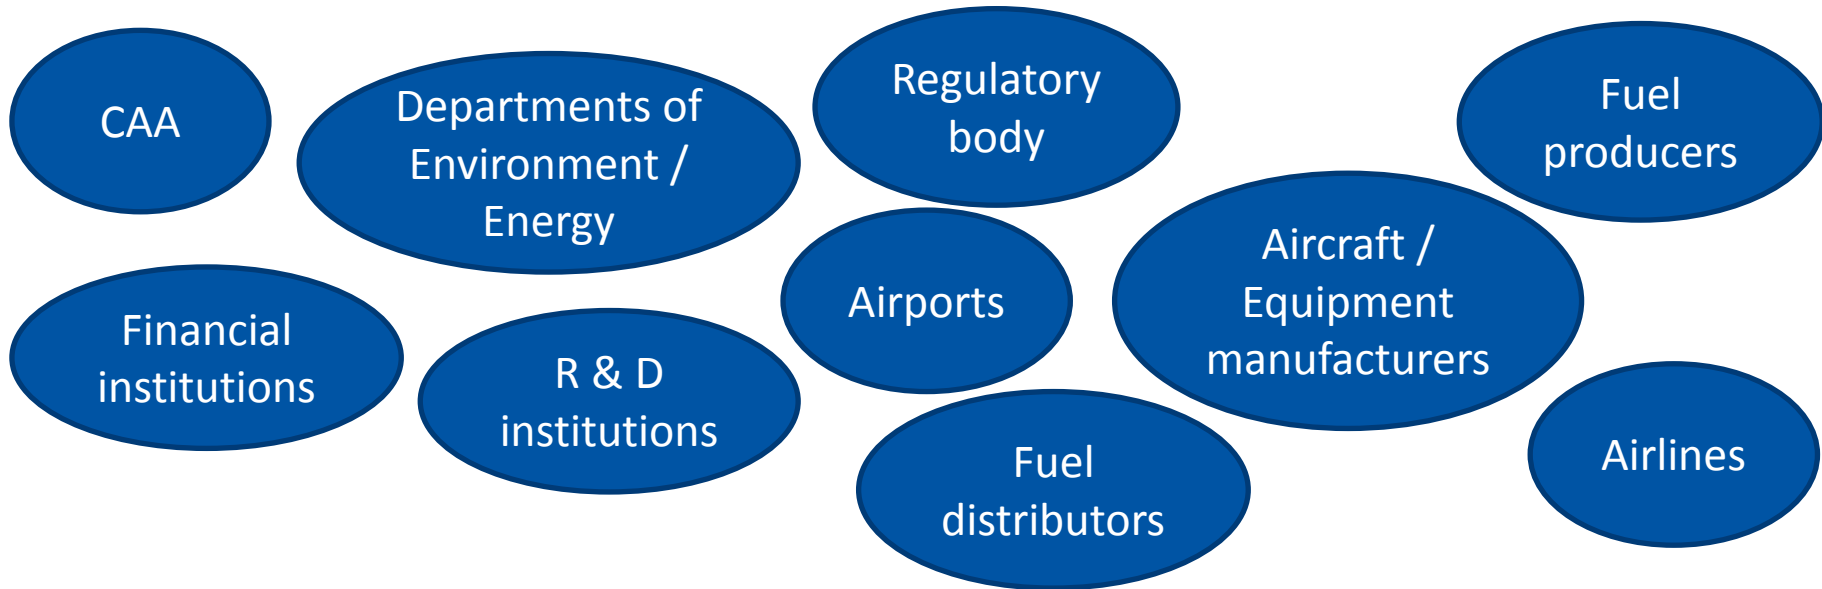 CAA
Departments of
Environment /
Energy
Regulatory
body
Fuel
producers
Financial
institutions
R & D
institutions
Airports
Aircraft /
Equipment
manufacturers
Fuel
distributors
Airlines